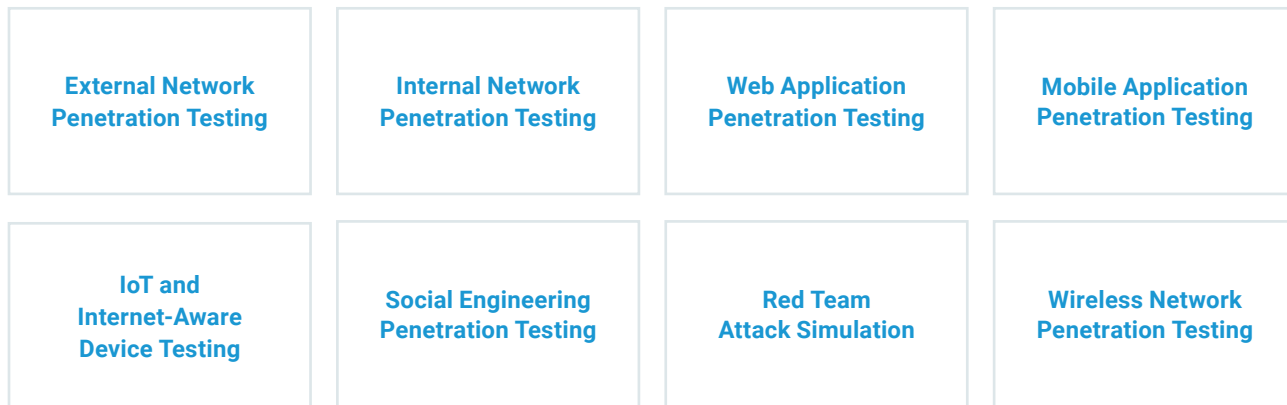 External Network
Penetration Testing
Internal Network
Penetration Testing
Web Application
Penetration Testing
Mobile Application
Penetration Testing
IoT and
Internet-Aware
Device Testing
Social Engineering
Penetration Testing
Red Team
Attack Simulation
Wireless Network
Penetration Testing